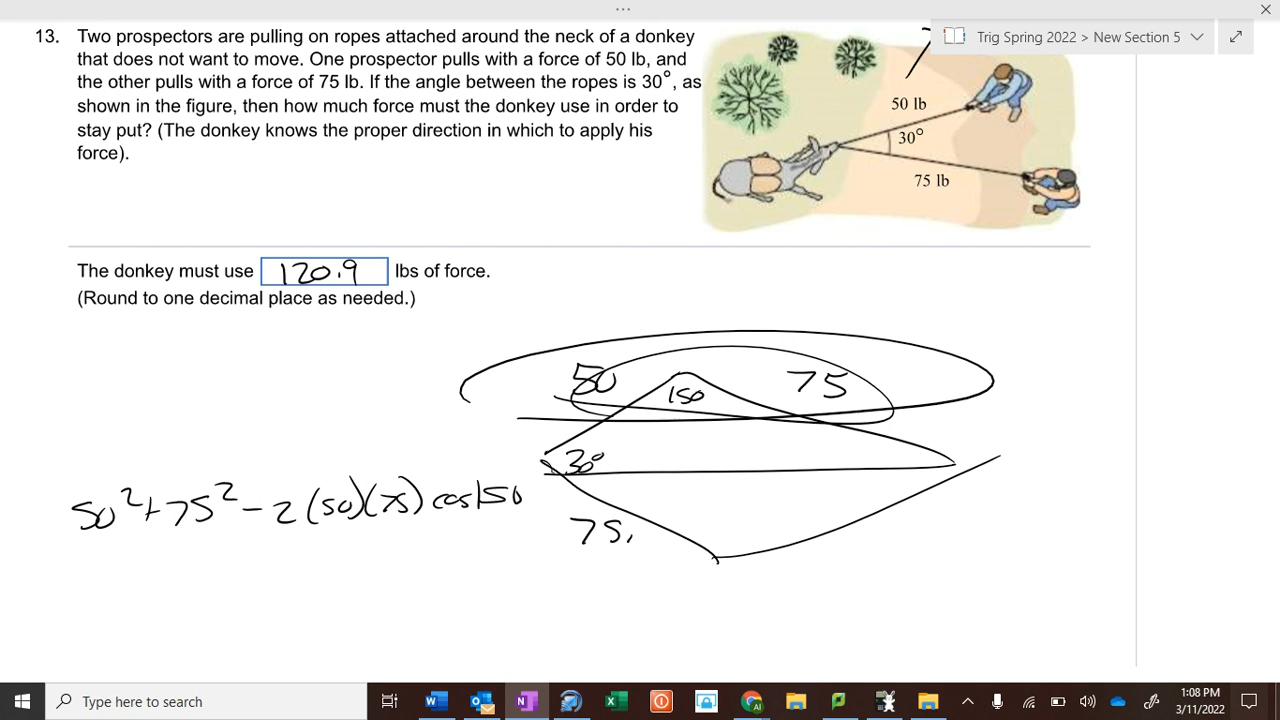 Trig Spring 2022 > New Section 5
13. Two prospectors are pulling on ropes attached around the neck of a donkey
that does not want to move. One prospector pulls with a force of 50 lb, and
the other pulls with a force of 75 lb. If the angle between the ropes is 30°, as
shown in the figure, then how much force must the donkey use in order to
stay put? (The donkey knows the proper direction in which to apply his
force).
50 lb
30°
75 lb
The donkey must use 120.9 lbs of force.
(Round to one decimal place as needed.)
50 75
150
30°
50²+75²-2(50)(75)cos150
75.
Type here to search
1:08 PM
3/11/2022